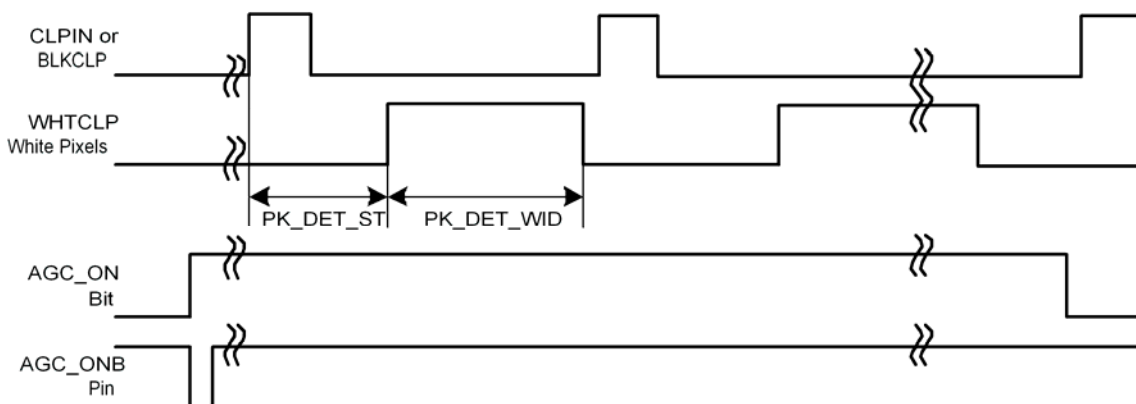 CLPIN or
BLKCLP
WHTCLP
White Pixels
PK_DET_ST
PK_DET_WID
AGC_ON
Bit
AGC_ONB
Pin